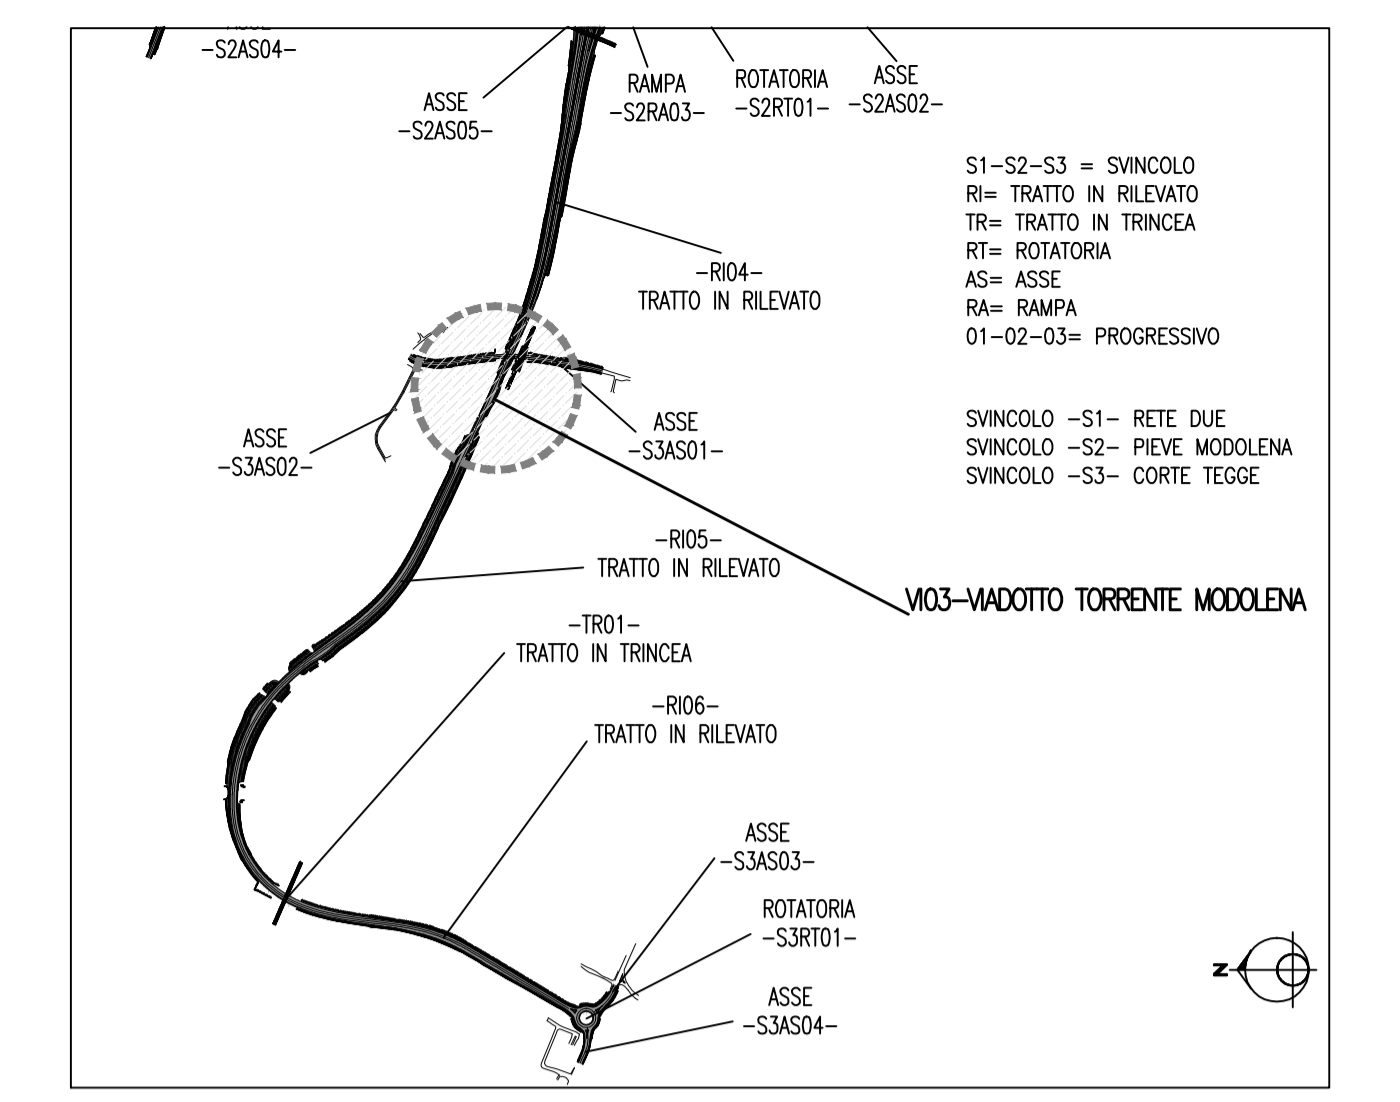 -S2AS04-
ASSE
-S2AS05-
RAMPA
-S2RA03-
ROTATORIA
-S2RT01-
ASSE
-S2AS02-
S1-S2-S3 = SVINCOLO
RI= TRATTO IN RILEVATO
TR= TRATTO IN TRINCEA
RT= ROTATORIA
AS= ASSE
RA= RAMPA
01-02-03= PROGRESSIVO
-RI04-
TRATTO IN RILEVATO
ASSE
-S3AS01-
SVINCOLO -S1- RETE DUE
SVINCOLO -S2- PIEVE MODOLENA
SVINCOLO -S3- CORTE TEGGE
ASSE
-S3AS02-
-RI05-
TRATTO IN RILEVATO
VI03-VIADOTTO TORRENTE MODOLENA
-TR01-
TRATTO IN TRINCEA
-RI06-
TRATTO IN RILEVATO
ASSE
-S3AS03-
ROTATORIA
-S3RT01-
ASSE
-S3AS04-
N